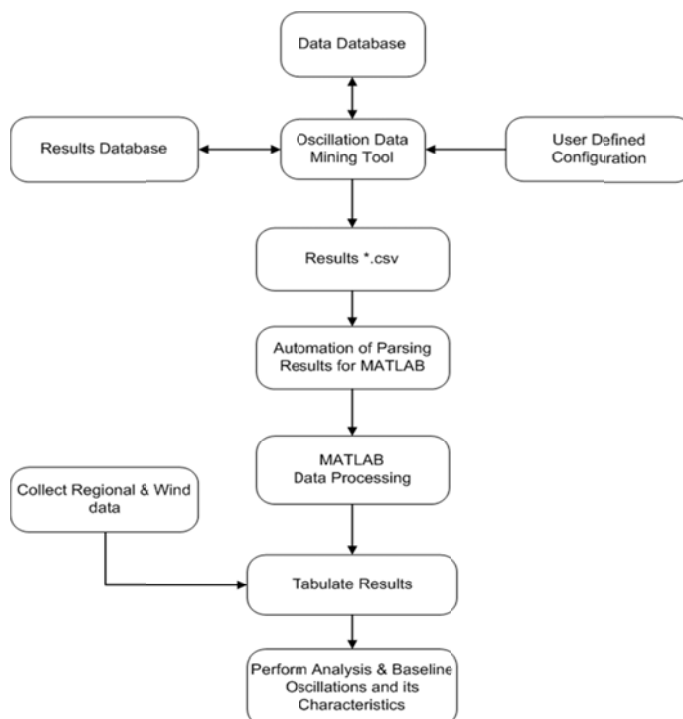 Data Database
Results Database
Oscillation Data
Mining Tool
User Defined
Configuration
Results *.csv
Automation of Parsing
Results for MATLAB
MATLAB
Data Processing
Collect Regional & Wind
data
Tabulate Results
Perform Analysis & Baseline
Oscillations and its
Characteristics